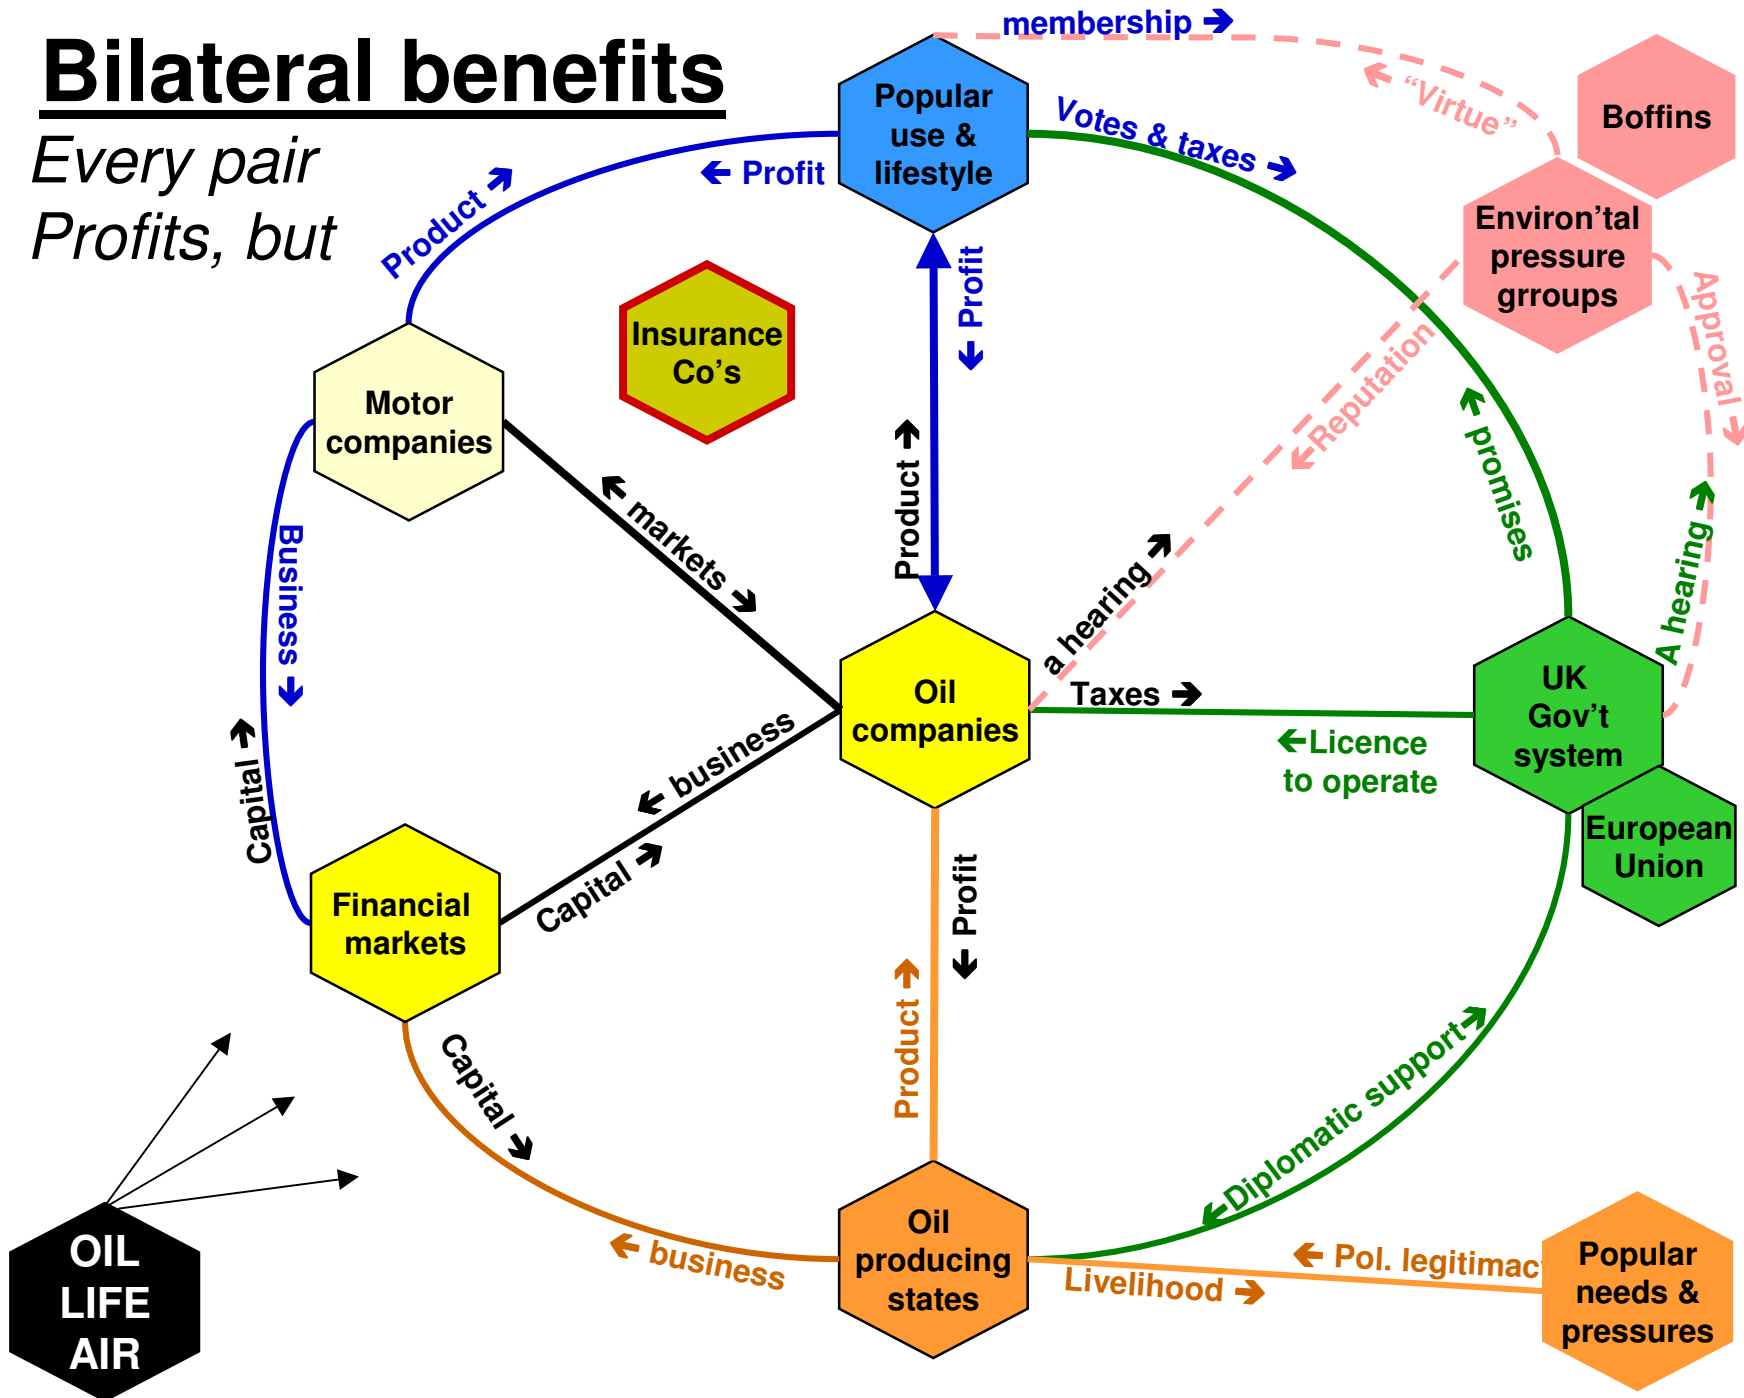 Bilateral benefits
Every pair
Profits, but
membership →
← “Virtue”
Boffins
Popular
use &
lifestyle
Votes & taxes →
← Profit
Product →
Environ’tal
pressure
grroups
Approval →
← Profit
Product →
Insurance
Co’s
← Reputation
a hearing →
Motor
companies
← markets →
← promises
A hearing →
Business →
Capital →
Oil
companies
Taxes →
←Licence
to operate
UK
Gov’t
system
European
Union
← business
Capital →
Financial
markets
← Profit
Product →
Capital →
← business
←Diplomatic support→
Oil
producing
states
← Pol. legitimac
Livelihood →
Popular
needs &
pressures
OIL
LIFE
AIR